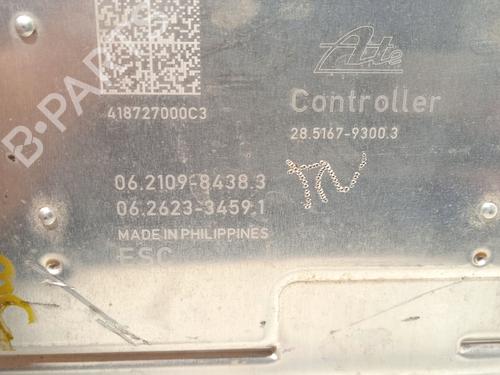 B-PARTS
Ate
418727000C3
Controller
28.5167-9300.3
06.2109-8438.3
06.2623-3459.1
MADE IN PHILIPPINES
ESC